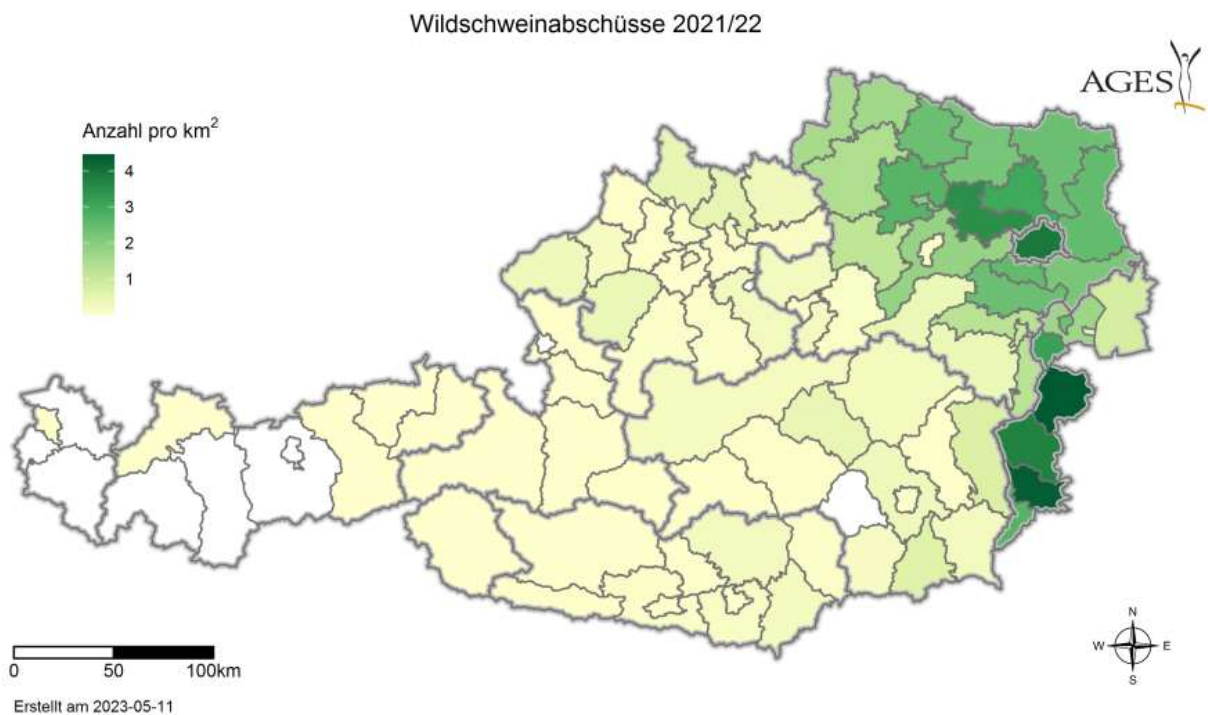 Wildschweinabschüsse 2021/22
AGES
Anzahl pro km²
4
3
2
1
N
W E
S
0 50 100km
Erstellt am 2023-05-11